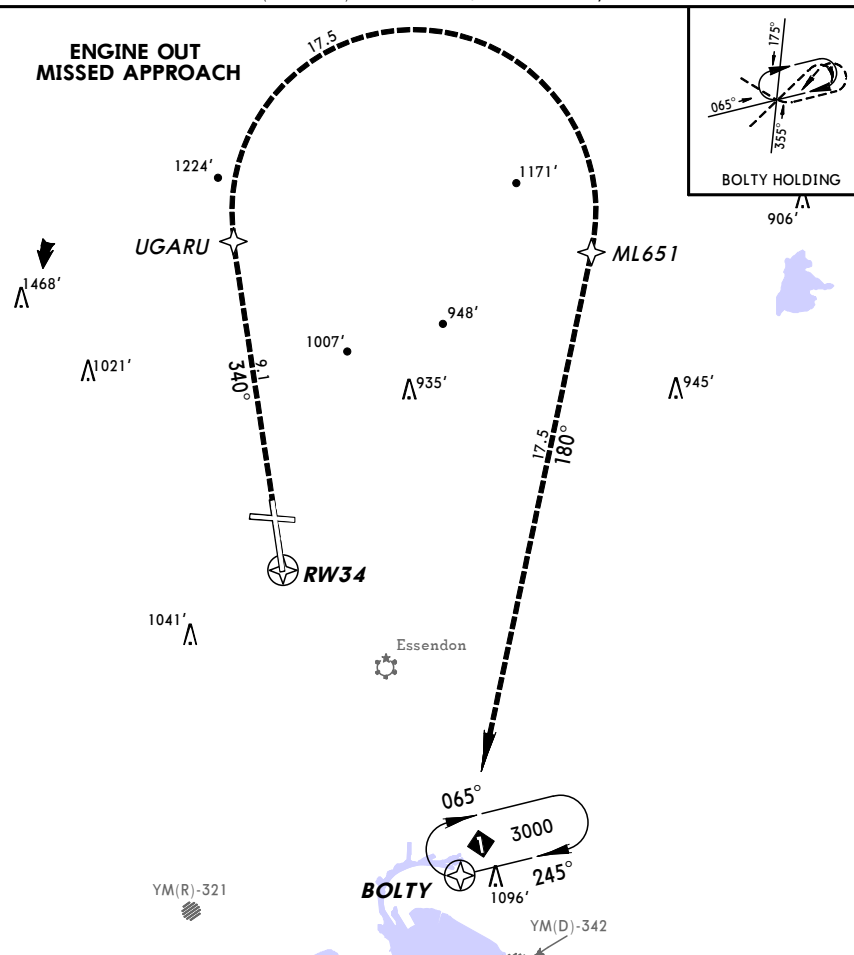 ENGINE OUT
MISSED APPROACH
17.5
175°
065°
355°
BOLTY HOLDING
1224'
1171'
906'
UGARU
ML651
1468'
948'
1007'
1021'
9.1
340°
935'
945'
17.5
180°
RW34
1041'
Essendon
065°
3000
1
245°
BOLTY
1096'
YM(R)-321
YM(D)-342